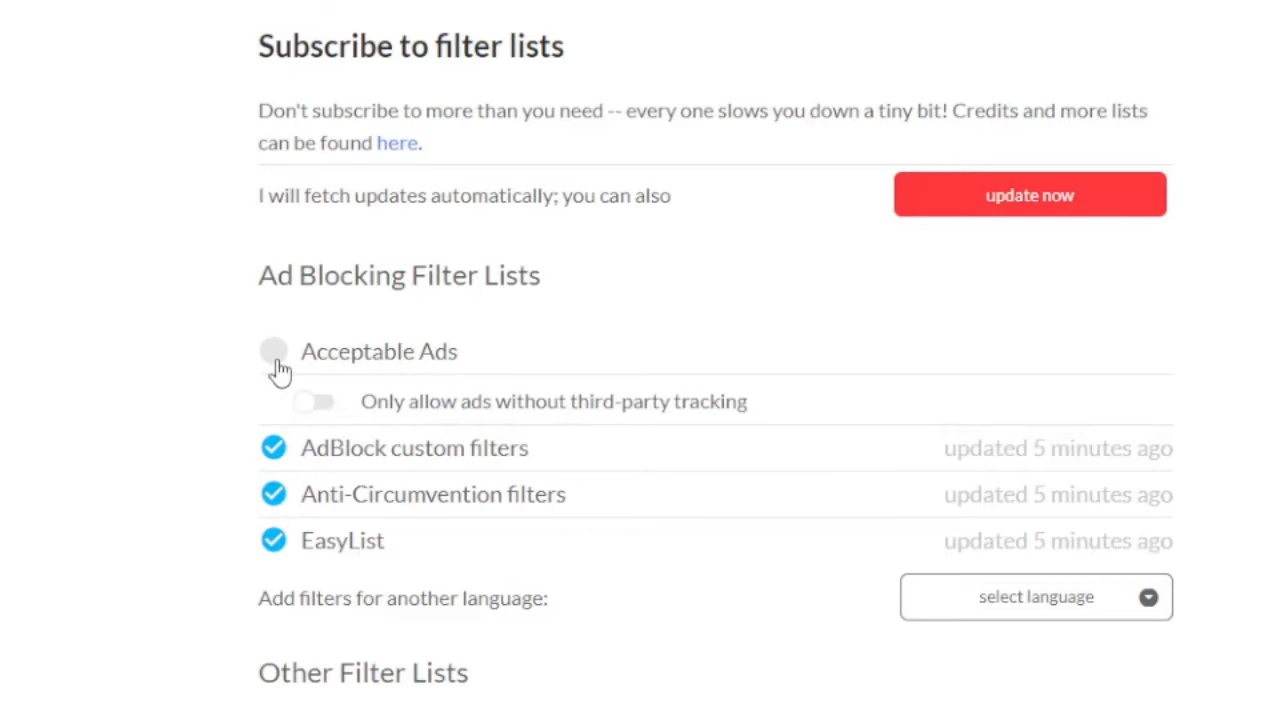 Subscribe to filter lists
Don't subscribe to more than you need -- every one slows you down a tiny bit! Credits and more lists
can be found here.
I will fetch updates automatically; you can also
update now
Ad Blocking Filter Lists
Acceptable Ads
Only allow ads without third-party tracking
AdBlock custom filters updated 5 minutes ago
Anti-Circumvention filters updated 5 minutes ago
EasyList updated 5 minutes ago
Add filters for another language: select language
Other Filter Lists